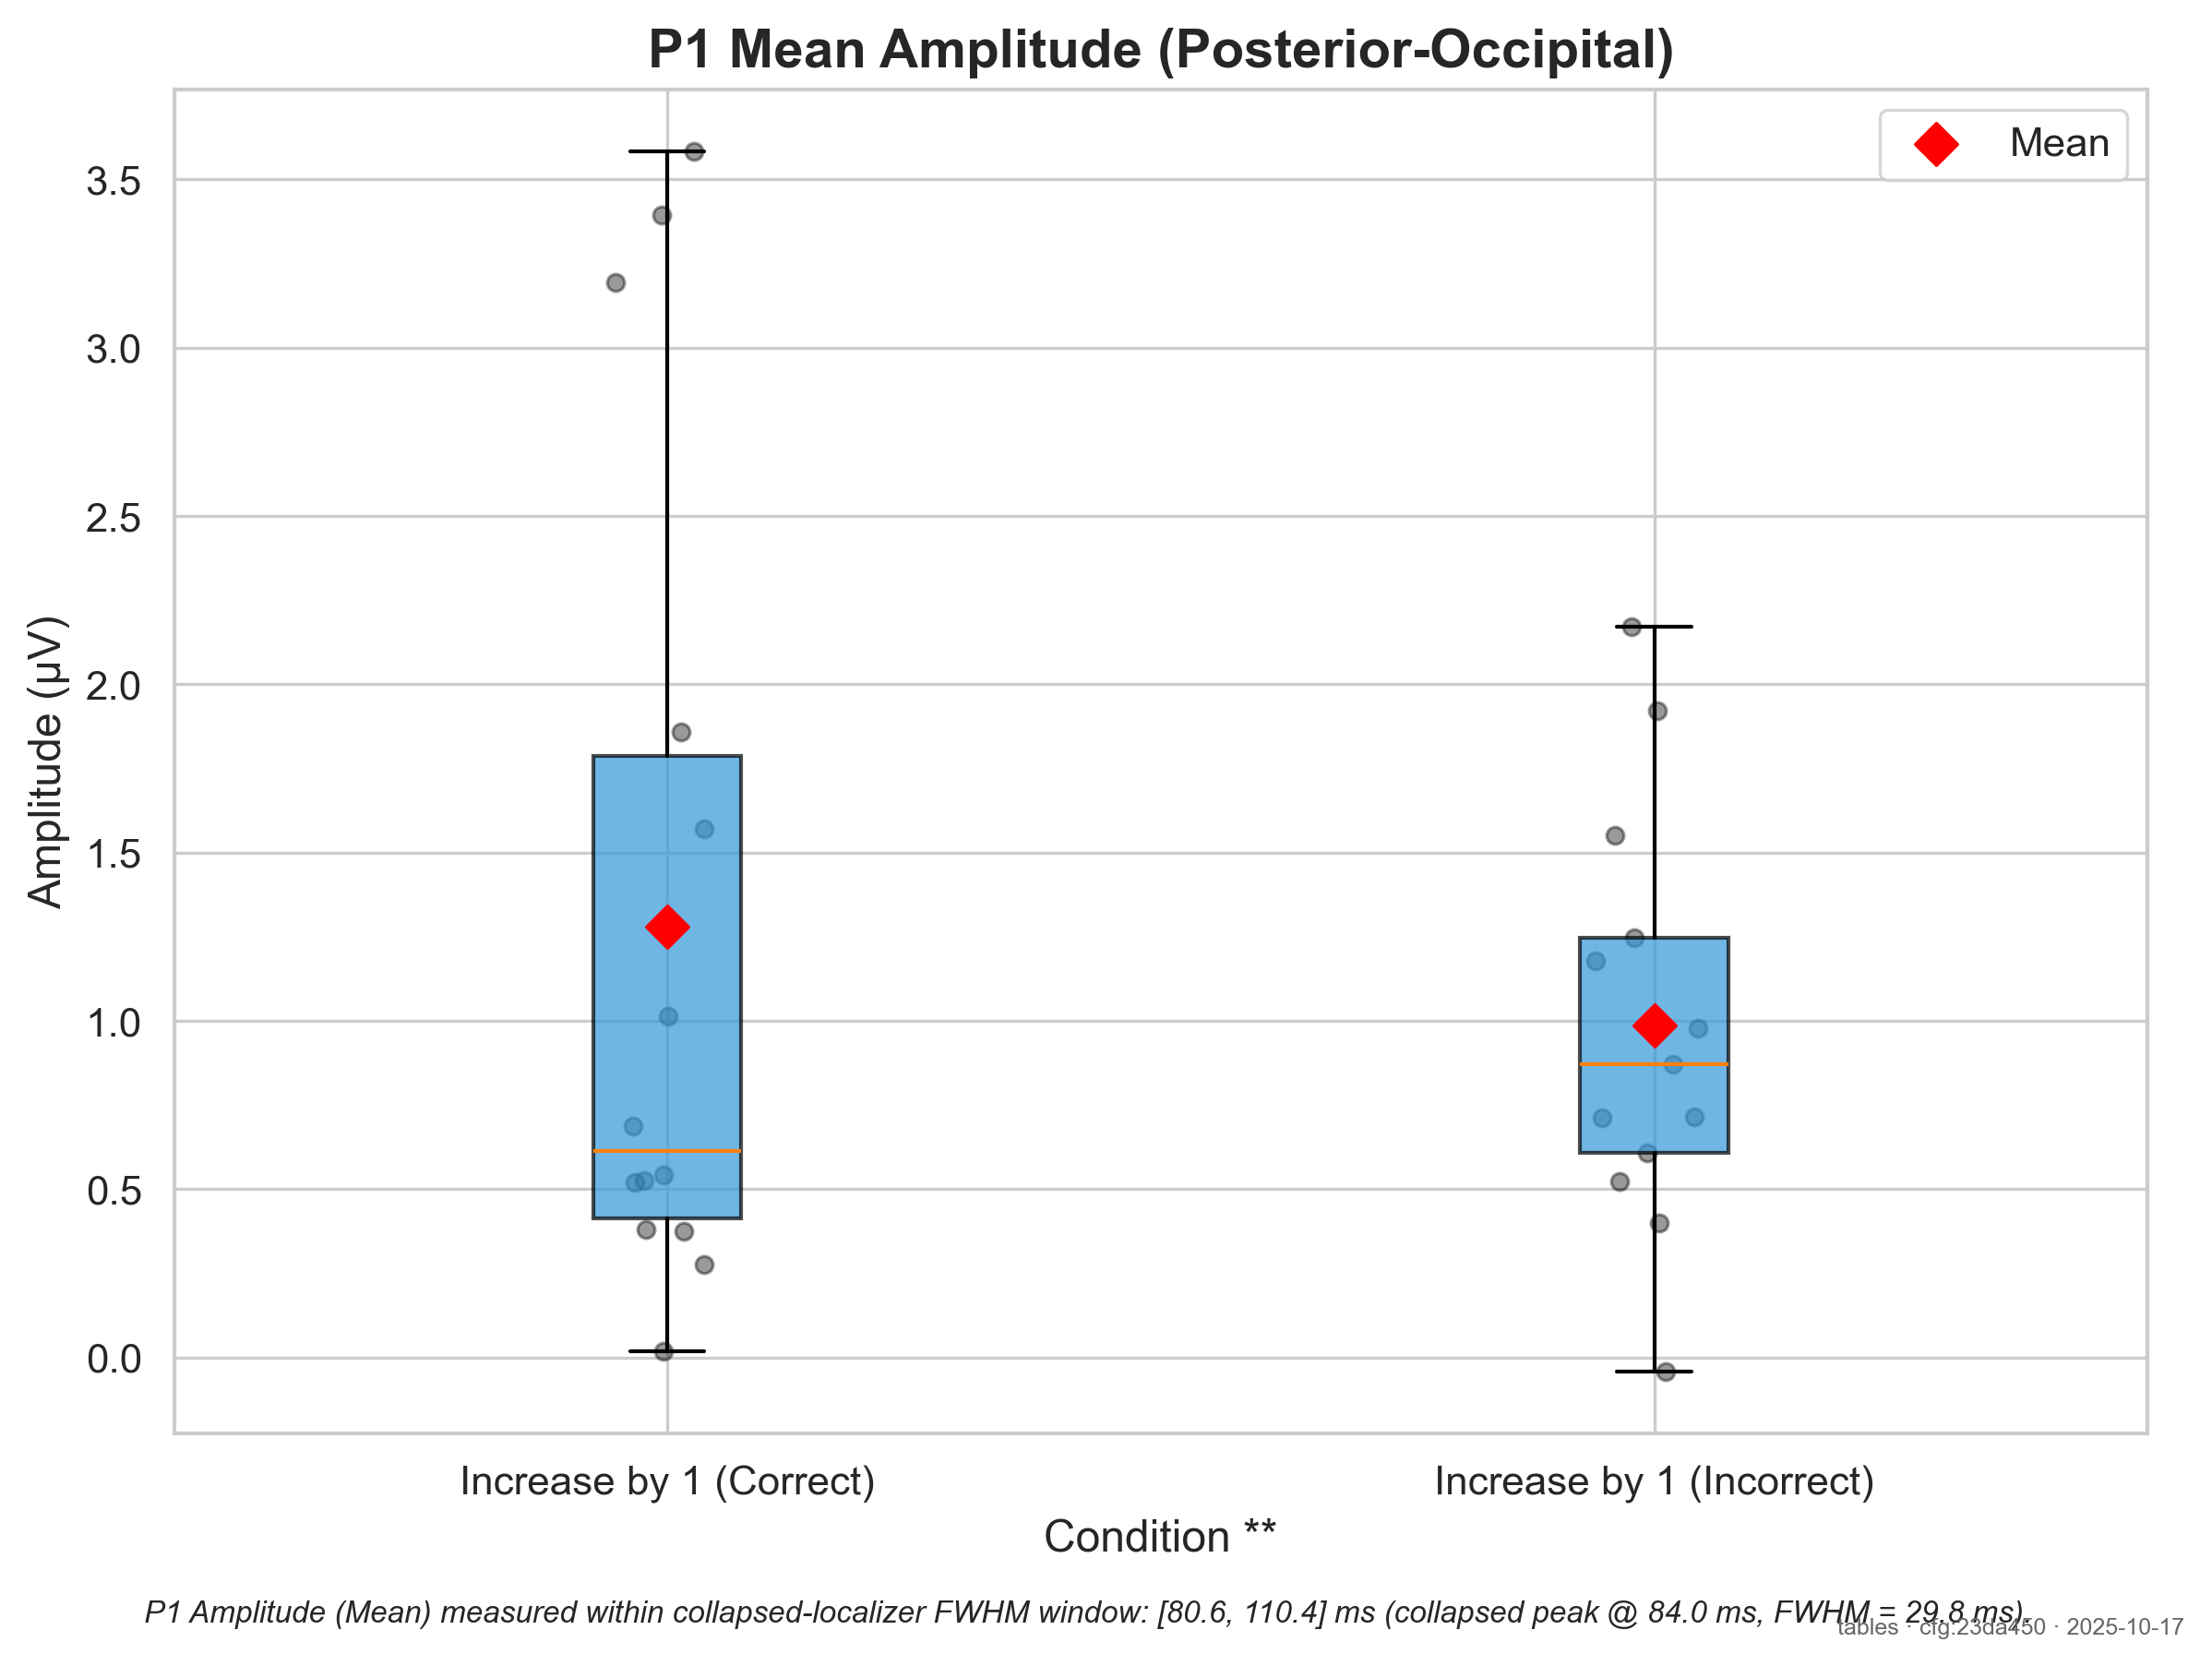 P1 Mean Amplitude (Posterior-Occipital)
Mean
3.5
3.0
2.5
2.0
1.5
1.0
0.5
0.0
Amplitude (µV)
Increase by 1 (Correct)
Increase by 1 (Incorrect)
Condition **
P1 Amplitude (Mean) measured within collapsed-localizer FWHM window: [80.6, 110.4] ms (collapsed peak @ 84.0 ms, FWHM = 29.8 ms).
tables · cfg:23da450 · 2025-10-17